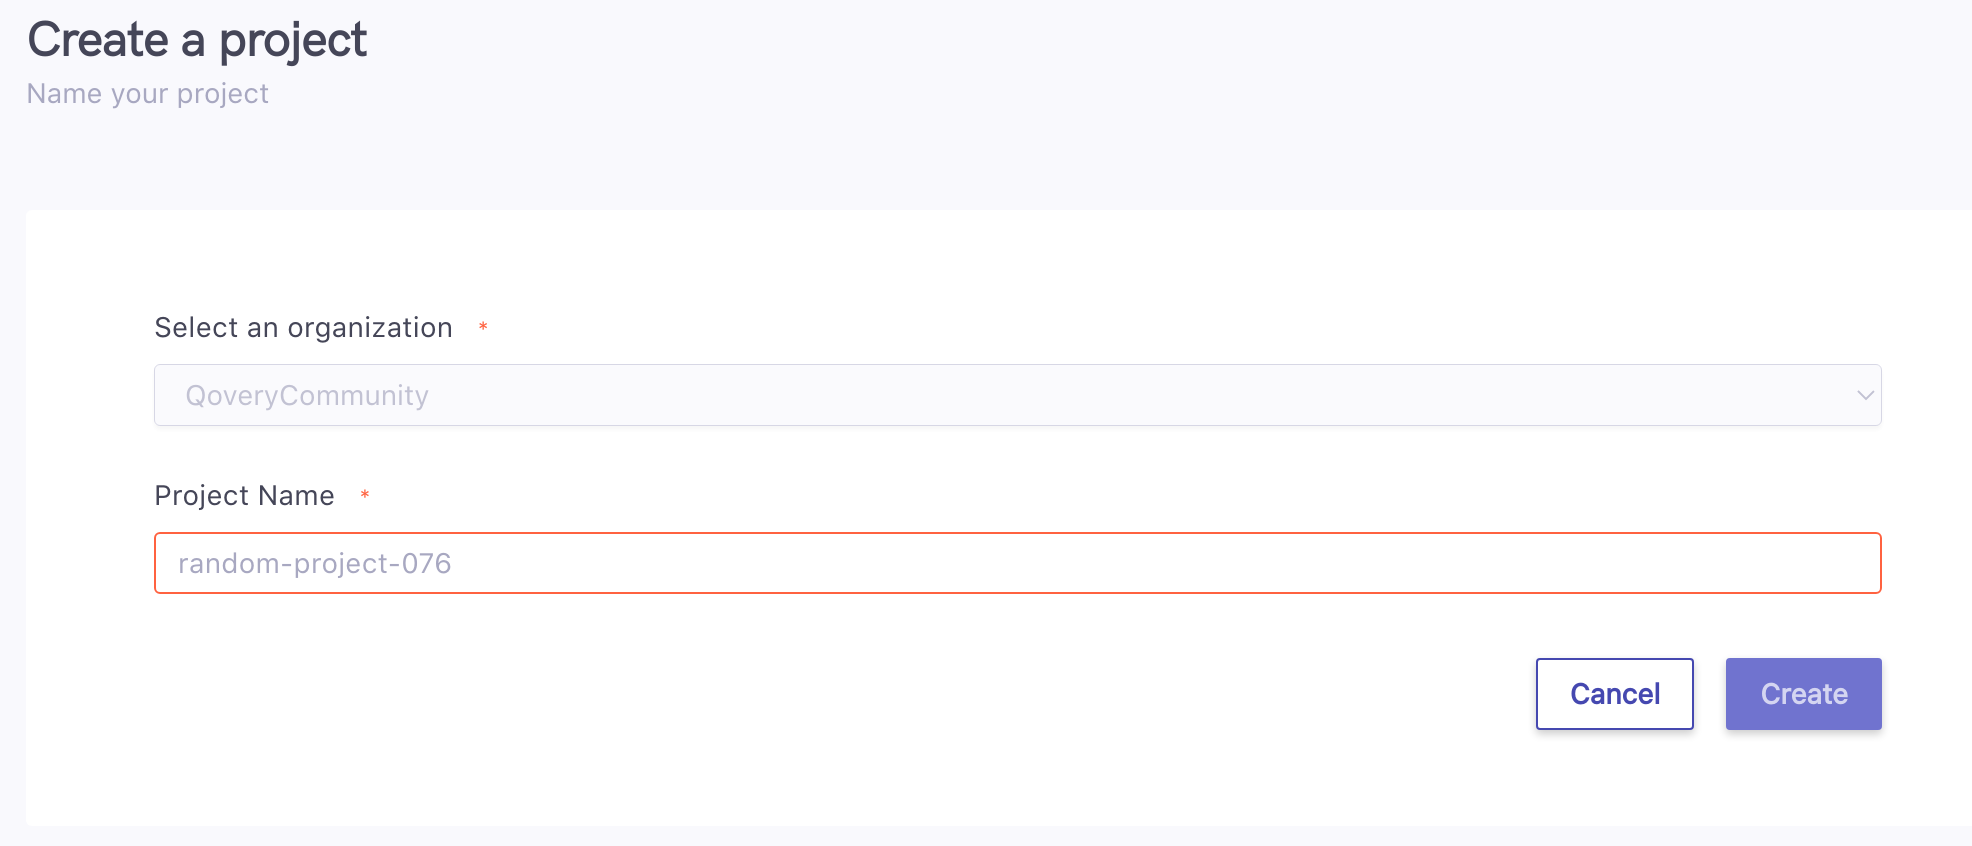 Create a project
Name your project
Select an organization *
QoveryCommunity
Project Name *
random-project-076
Cancel Create